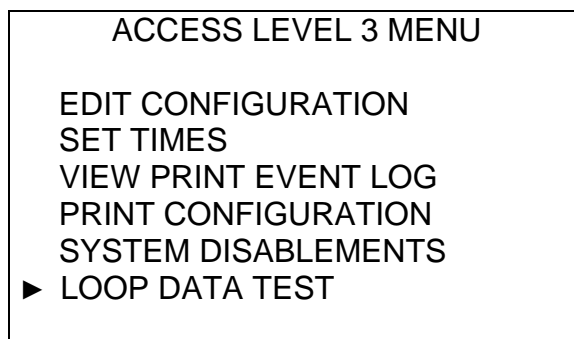 ACCESS LEVEL 3 MENU
EDIT CONFIGURATION
SET TIMES
VIEW PRINT EVENT LOG
PRINT CONFIGURATION
SYSTEM DISABLEMENTS
► LOOP DATA TEST